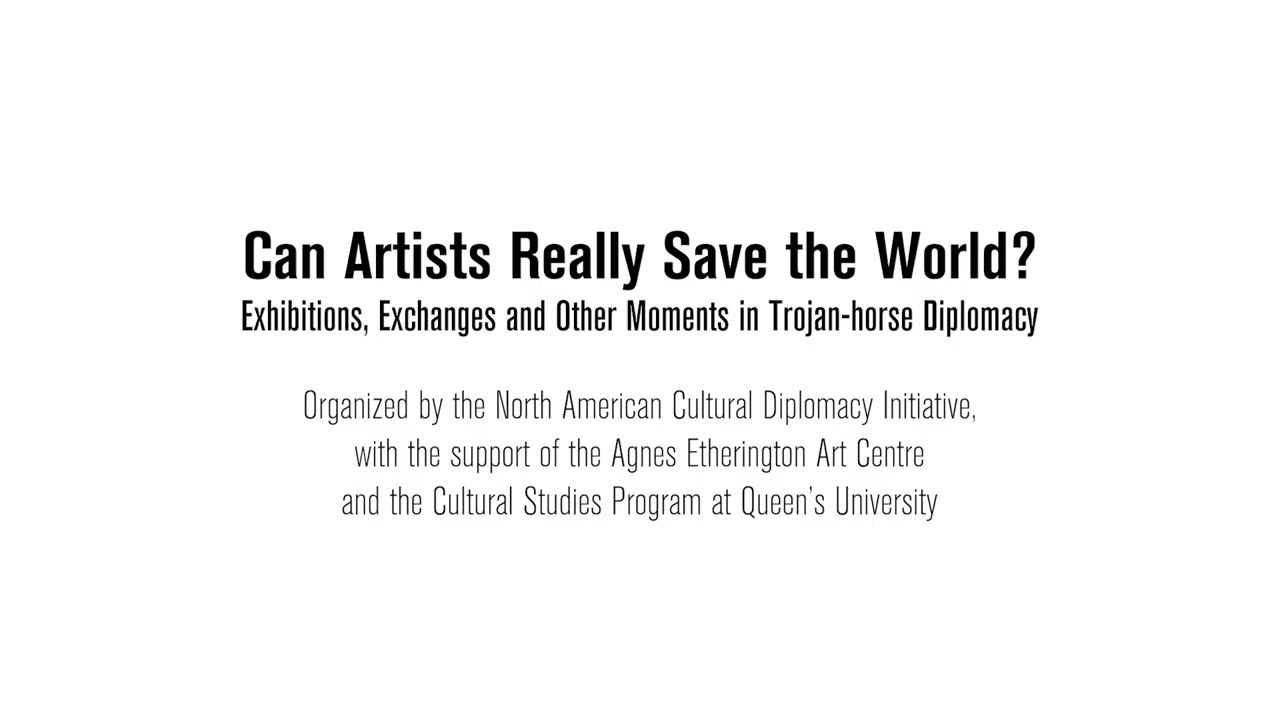 Can Artists Really Save the World?
Exhibitions, Exchanges and Other Moments in Trojan-horse Diplomacy
Organized by the North American Cultural Diplomacy Initiative,
with the support of the Agnes Etherington Art Centre
and the Cultural Studies Program at Queen’s University